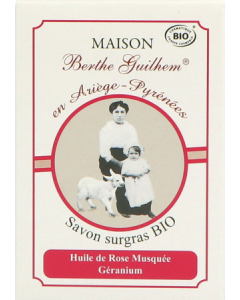 BIO
MAISON
Berthe Guilhem®
en Ariège-Pyrénées
Savon surgras BIO
Huile de Rose Musquée
Géranium